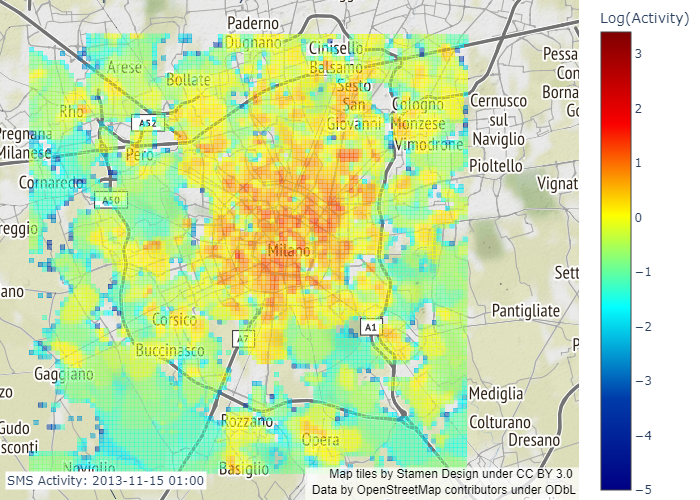 Paderno
Dugnano
Cinisello
Balsamo
Arese
Bollate
Sesto
San
Giovanni
Cologno
Monzese
Cernusco
sul
Naviglio
Pessa
Con
Borna
Go
Rho
A52
Pregnana
Milanese
Pero
Vimodrone
Pioltello
Cornaredo
A50
Vignat
reggio
Milano
Sett
ano
Pantigliate
Corsico
A7
A1
P
Buccinasco
Gaggiano
zo
Mediglia
Rozzano
Colturano
Gudo
sconti
Opera
Dresano
Noviglio
Basiglio
SMS Activity: 2013-11-15 01:00
Map tiles by Stamen Design under CC BY 3.0
Data by OpenStreetMap contributors under ODbL
Log(Activity)
3
2
1
0
−1
−2
−3
−4
−5